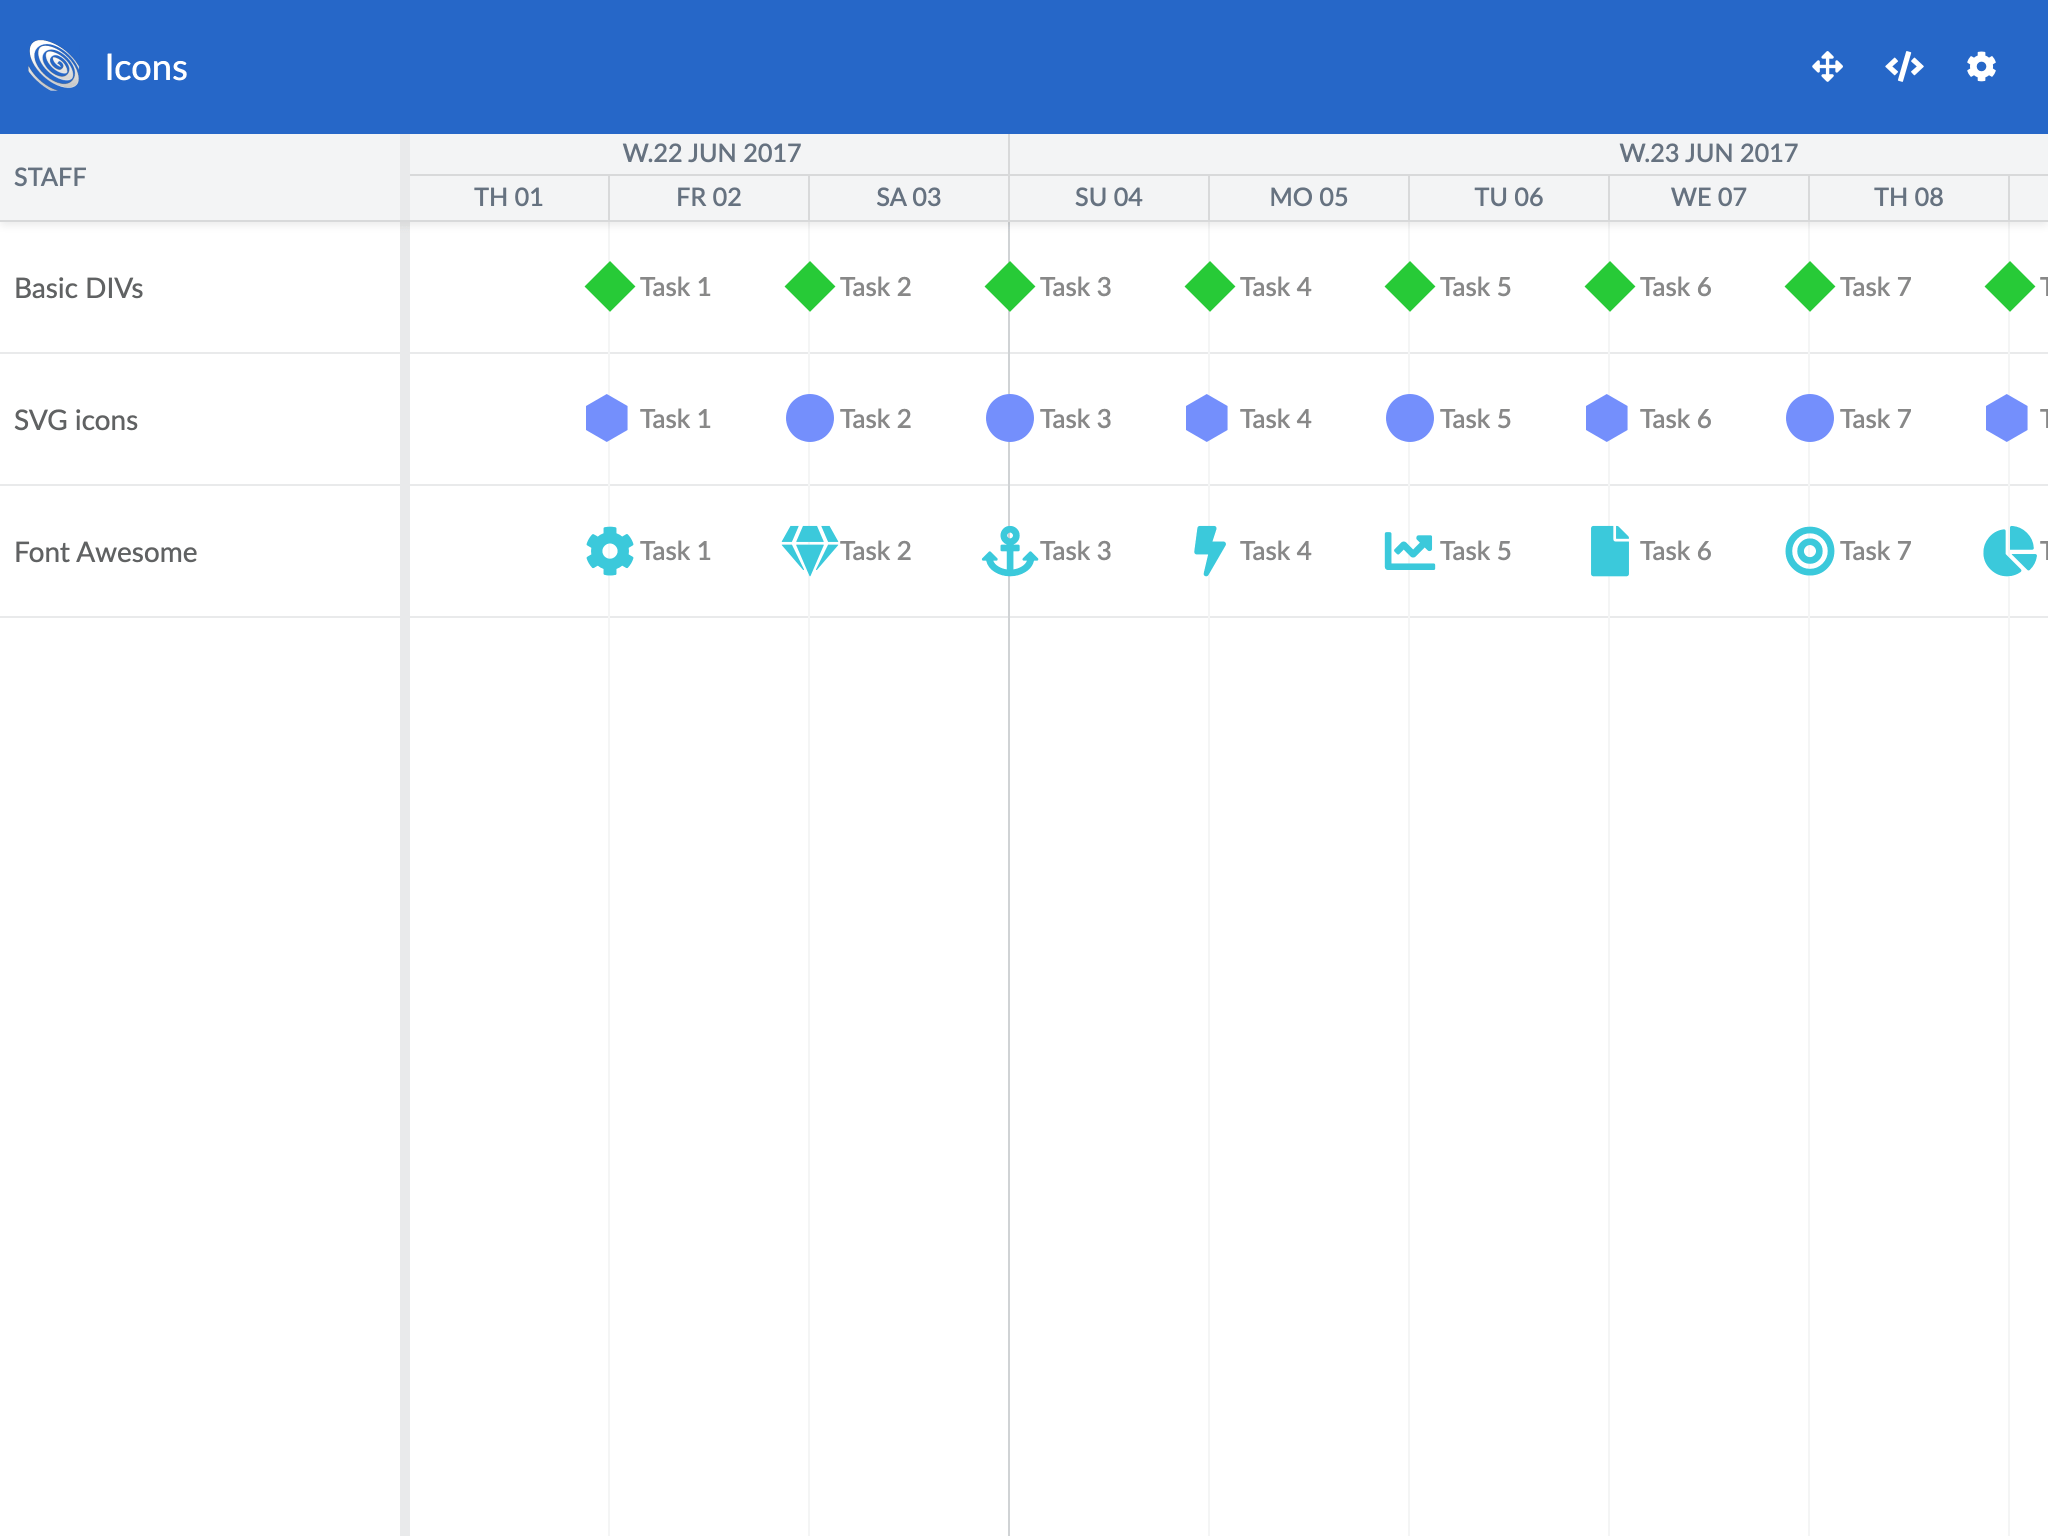 Icons
STAFF
W.22 JUN 2017 W.23 JUN 2017
TH 01 FR 02 SA 03 SU 04 MO 05 TU 06 WE 07 TH 08
Basic DIVs Task 1 Task 2 Task 3 Task 4 Task 5 Task 6 Task 7
SVG icons Task 1 Task 2 Task 3 Task 4 Task 5 Task 6 Task 7
Font Awesome Task 1 Task 2 Task 3 Task 4 Task 5 Task 6 Task 7